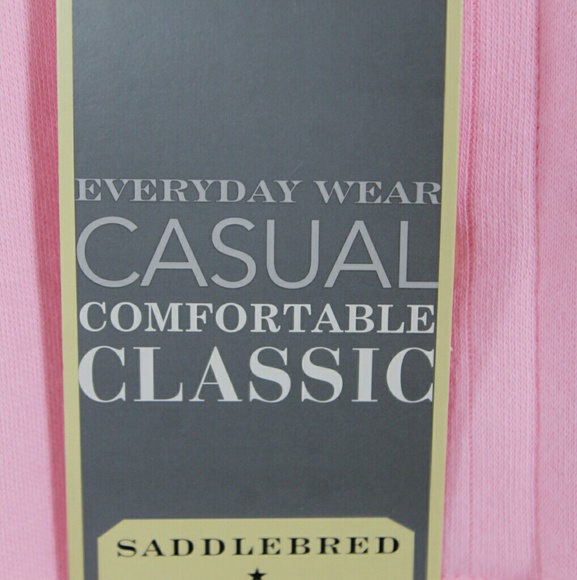 EVERYDAY WEAR
CASUAL
COMFORTABLE
CLASSIC
SADDLEBRED